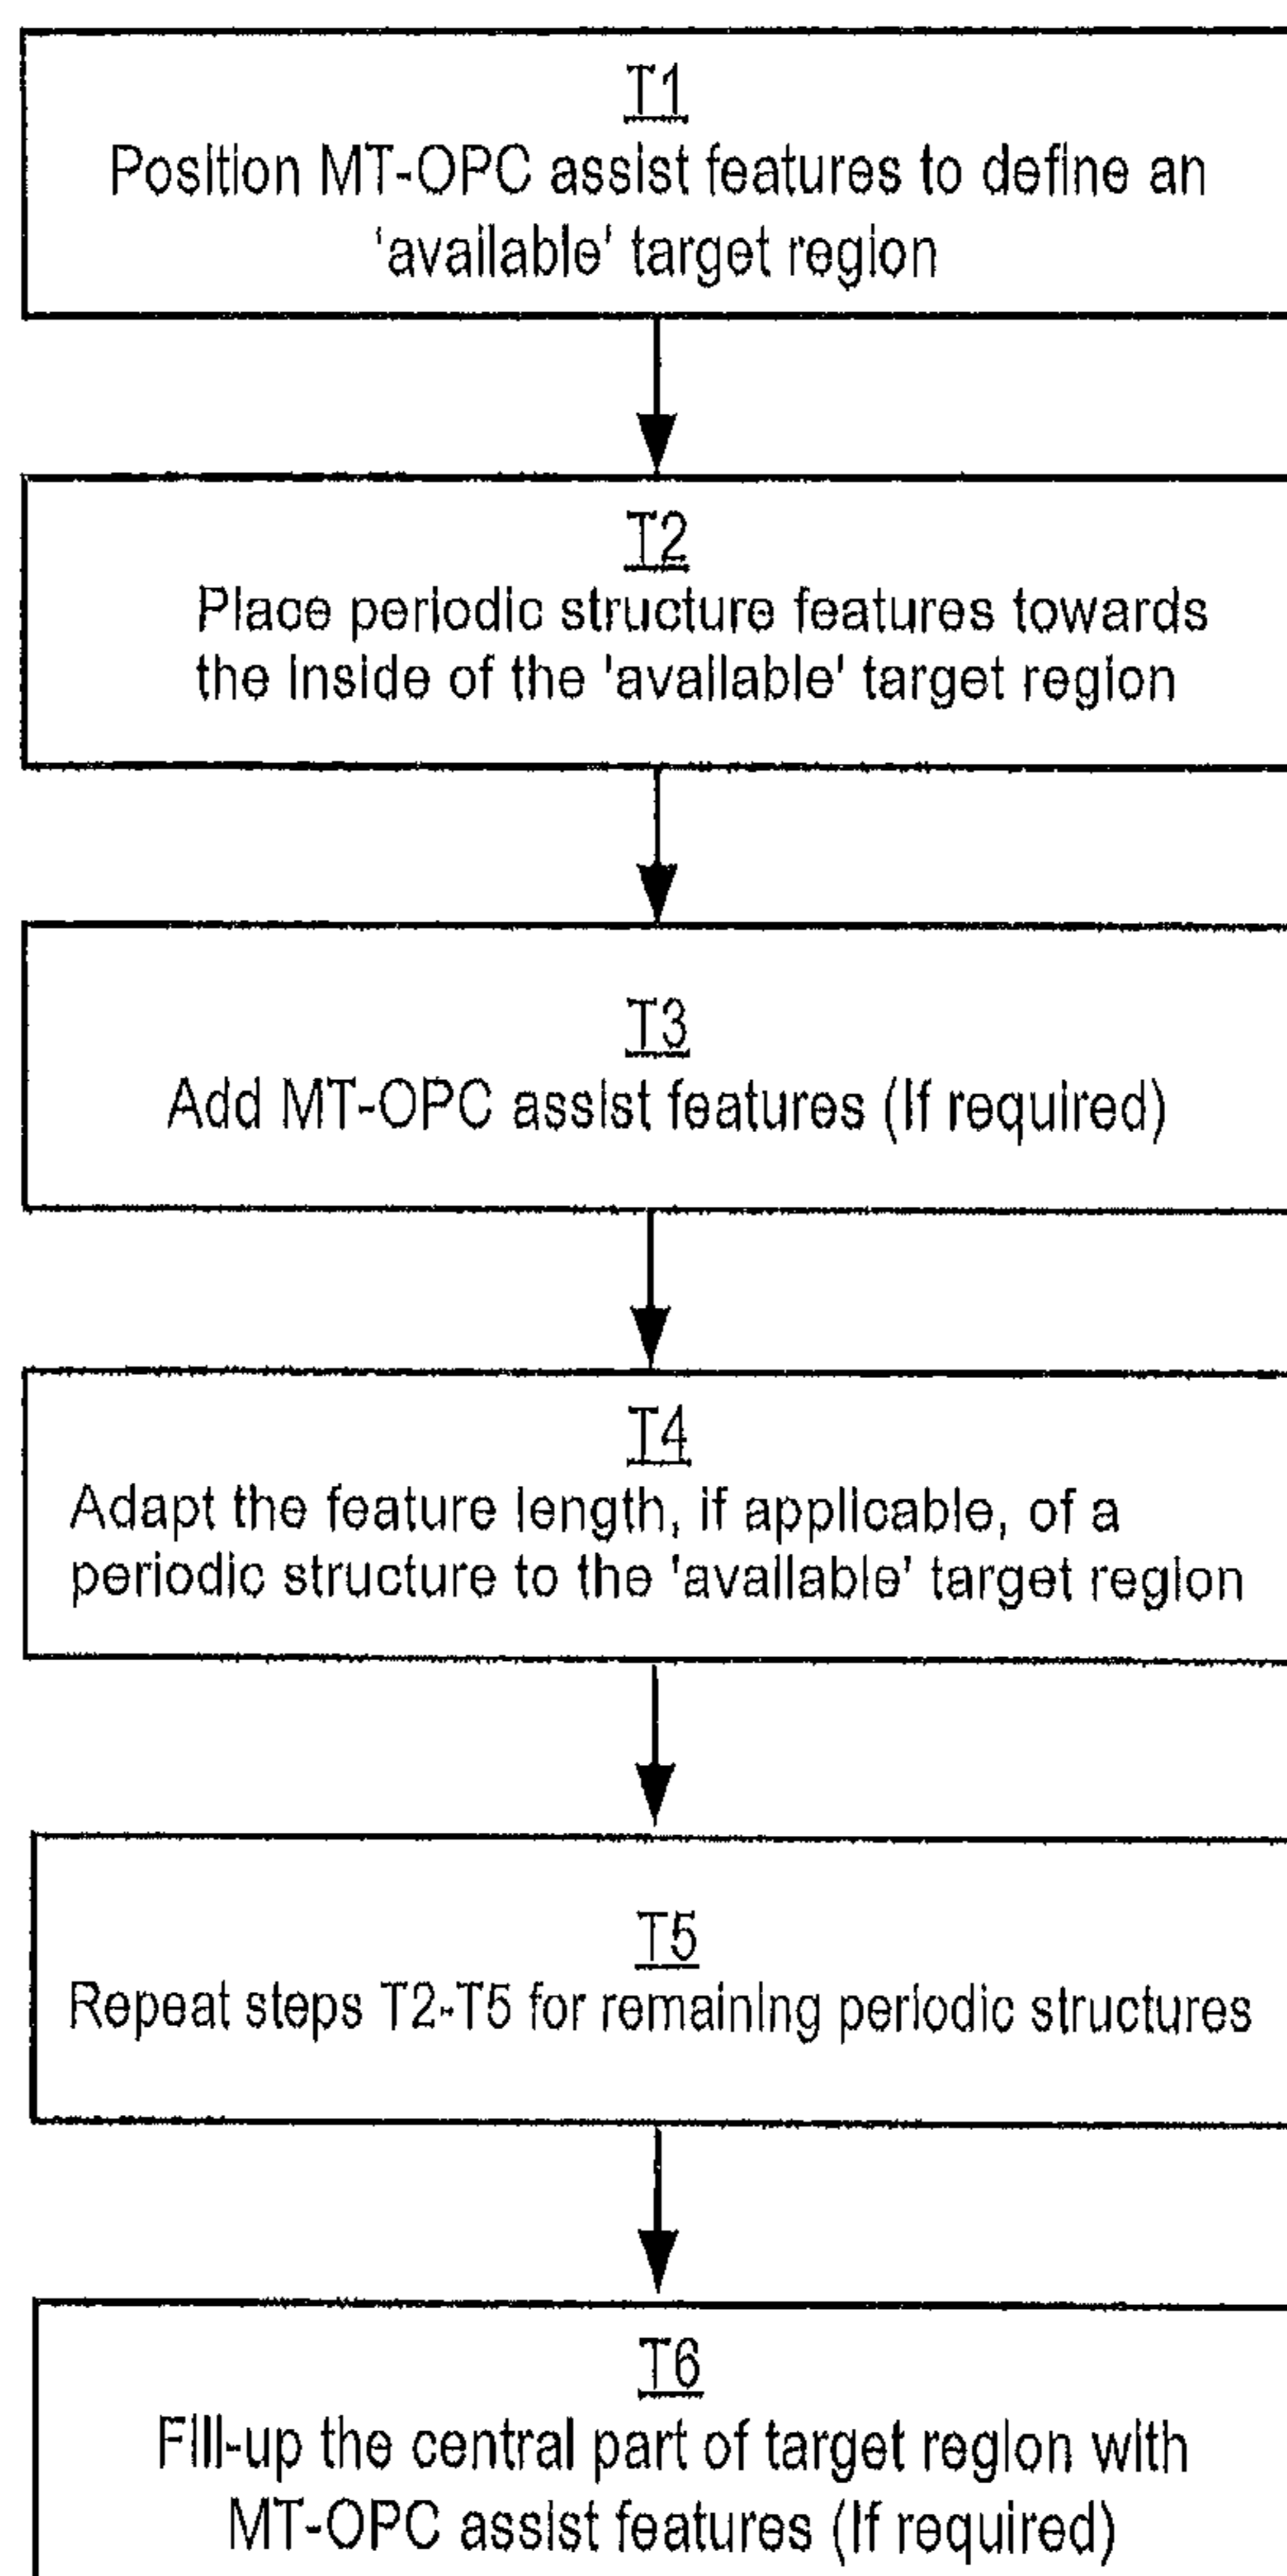 T1
Position MT-OPC assist features to define an
'available' target region
T2
Place periodic structure features towards
the inside of the 'available' target region
T3
Add MT-OPC assist features (If required)
T4
Adapt the feature length, if applicable, of a
periodic structure to the 'available' target region
T5
Repeat steps T2-T5 for remaining periodic structures
T6
Fill-up the central part of target region with
MT-OPC assist features (If required)